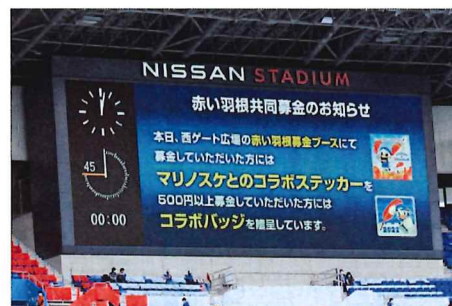 NISSAN STADIUM
赤い羽根共同募金のお知らせ
本日、西ゲート広場の赤い羽根募金ブースにて
募金していただいた方には
マリノスケとのコラボステッカーを
500円以上募金していただいた方には
コラボバッジを贈呈しています。
45
00:00
2022